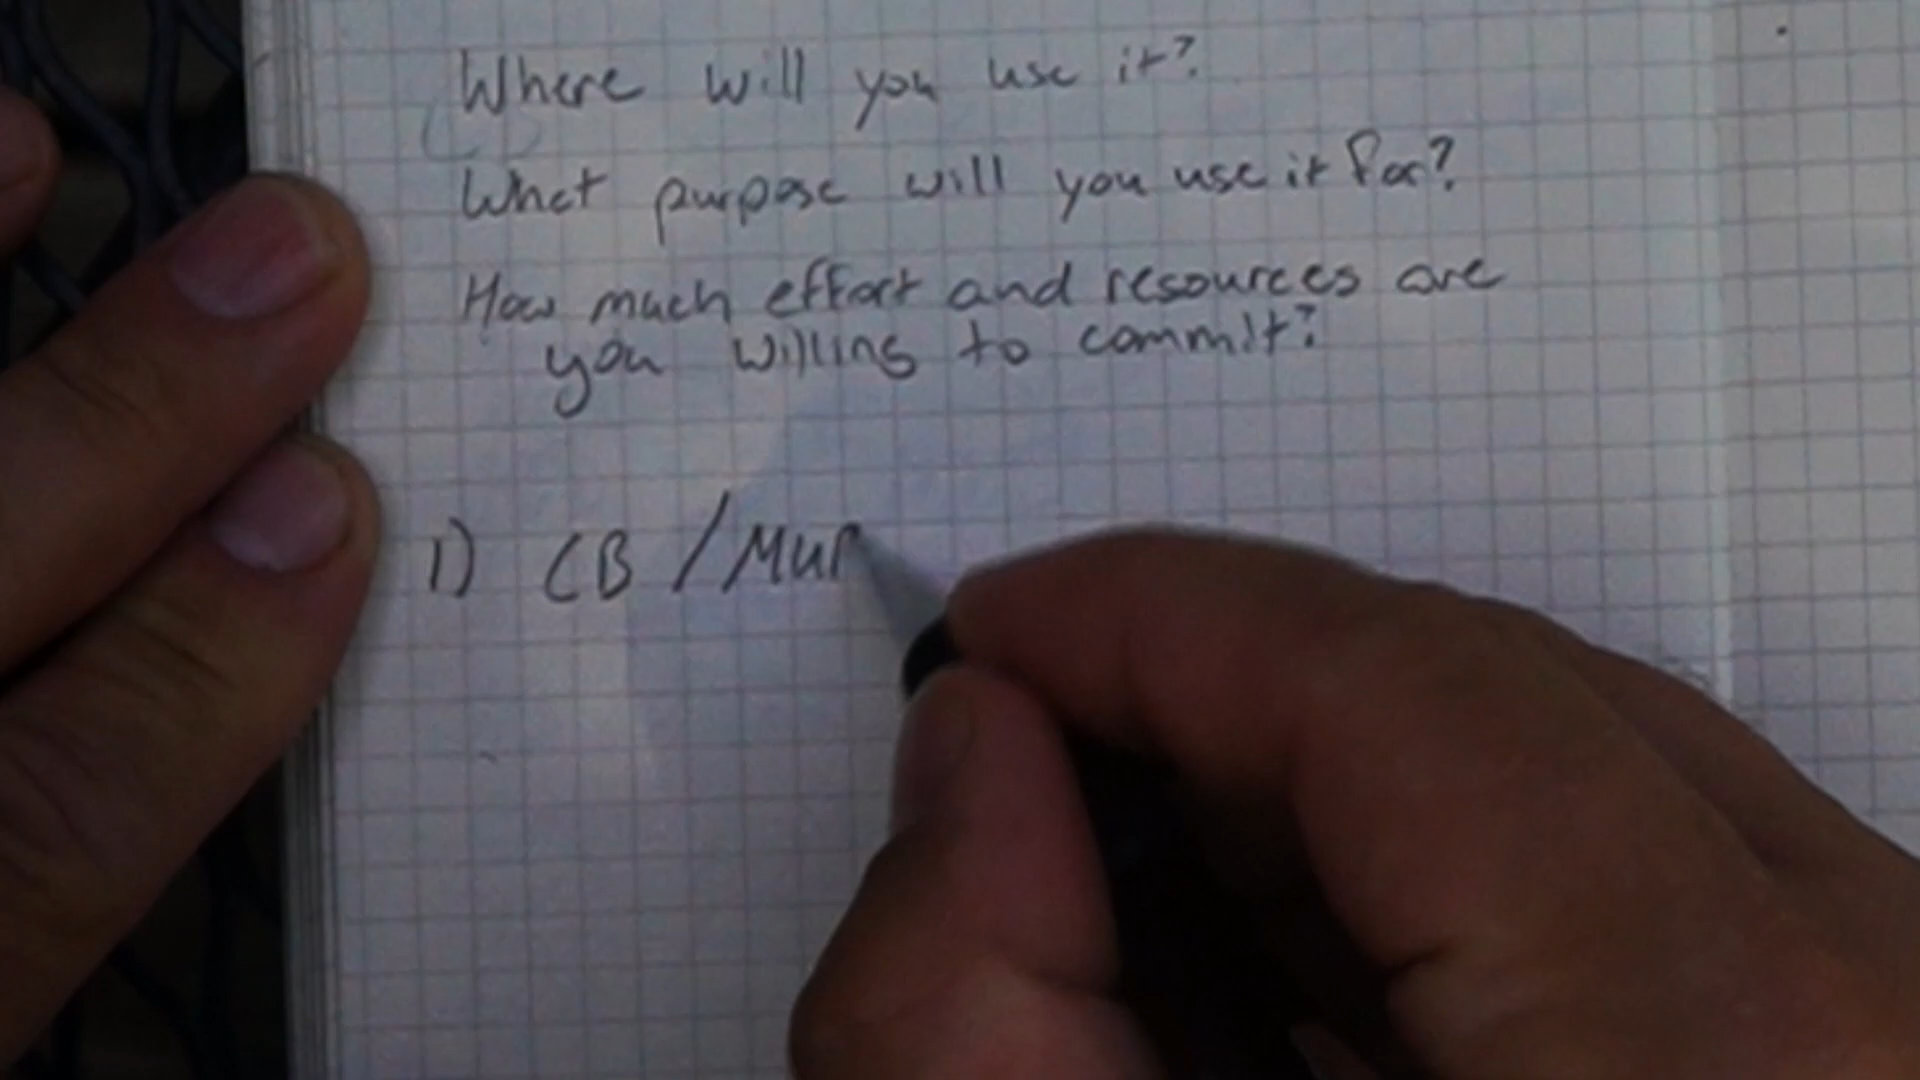 Where will you use it?
What purpose will you use it for?
How much effort and resources are
you willing to commit?
1) CB / Mur